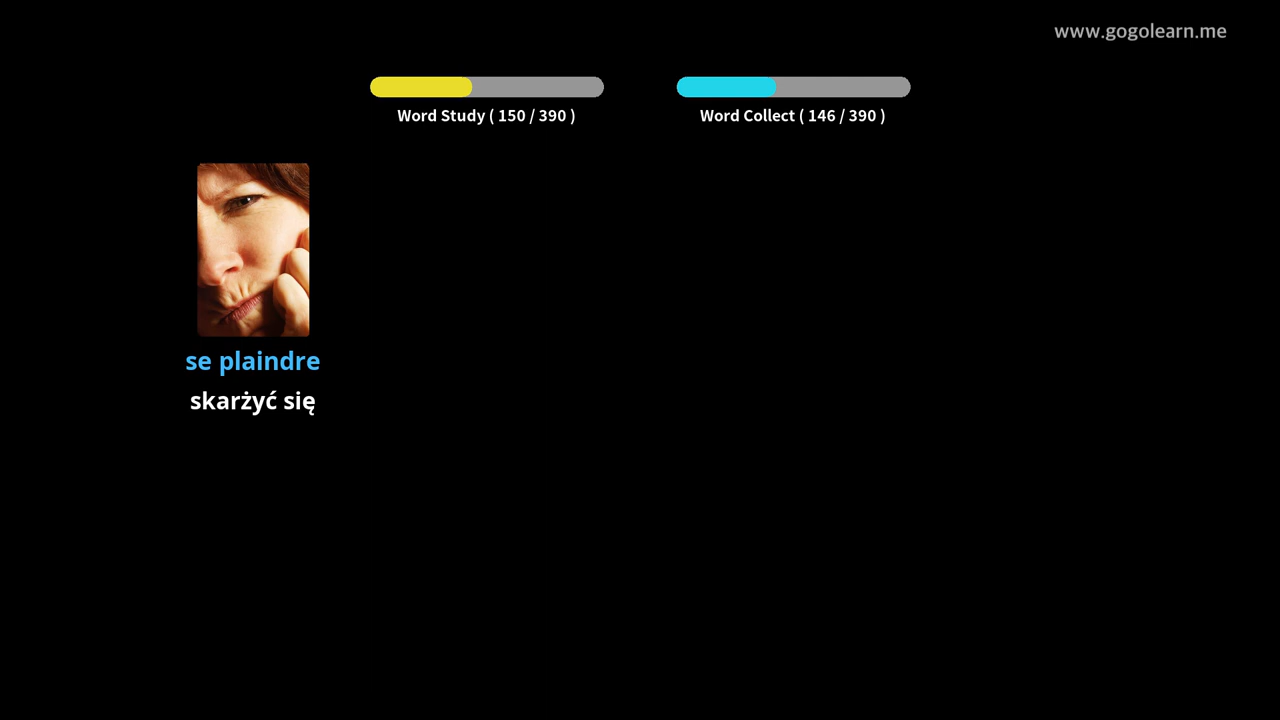 www.gogolearn.me
Word Study ( 150 / 390 )
Word Collect ( 146 / 390 )
se plaindre
skarżyć się